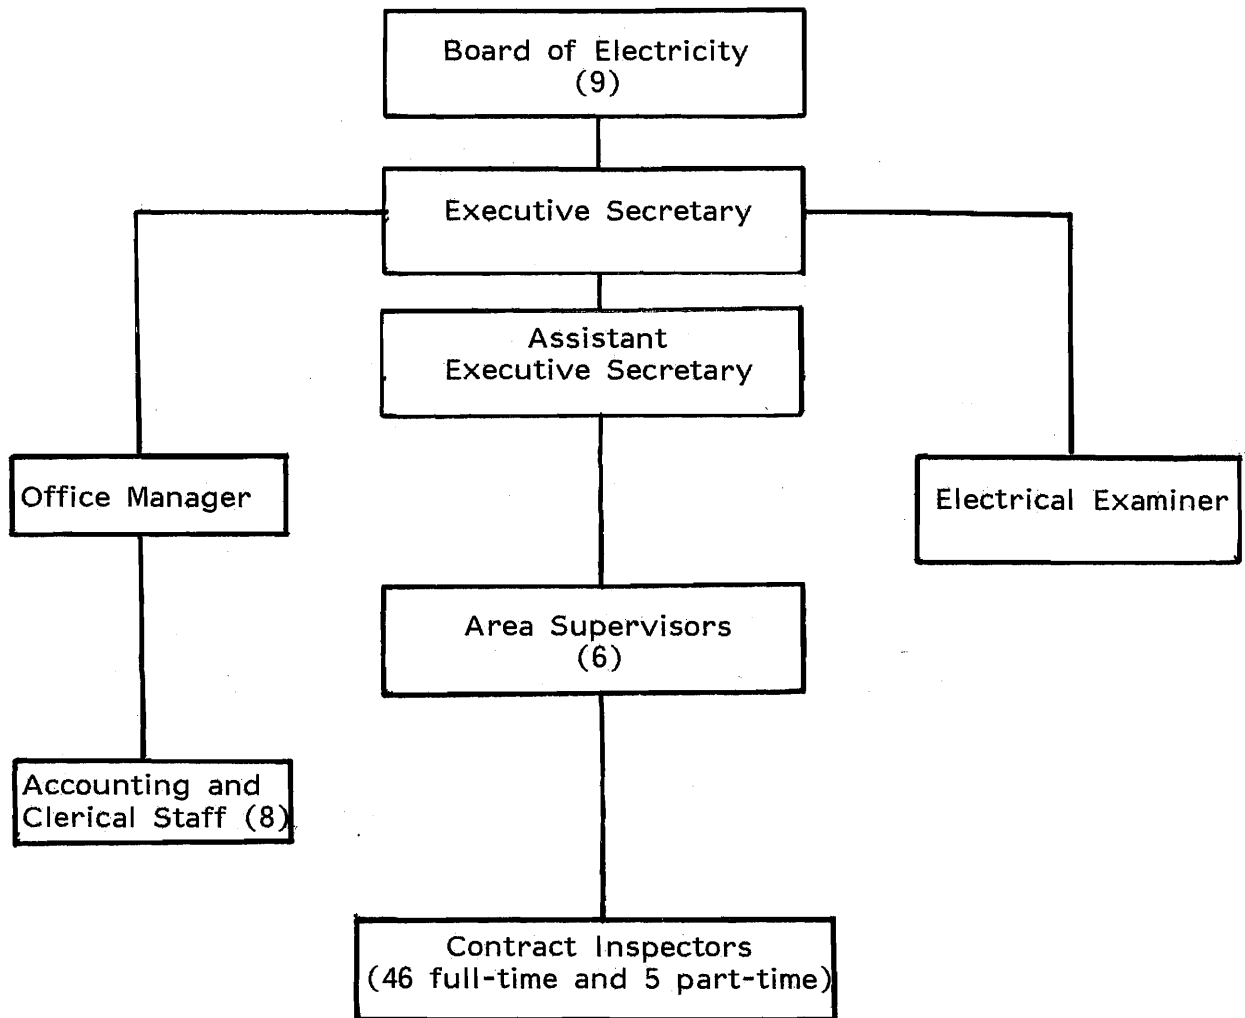 Board of Electricity
(9)
Executive Secretary
Assistant
Executive Secretary
Office Manager
Electrical Examiner
Area Supervisors
(6)
Accounting and
Clerical Staff (8)
Contract Inspectors
(46 full-time and 5 part-time)